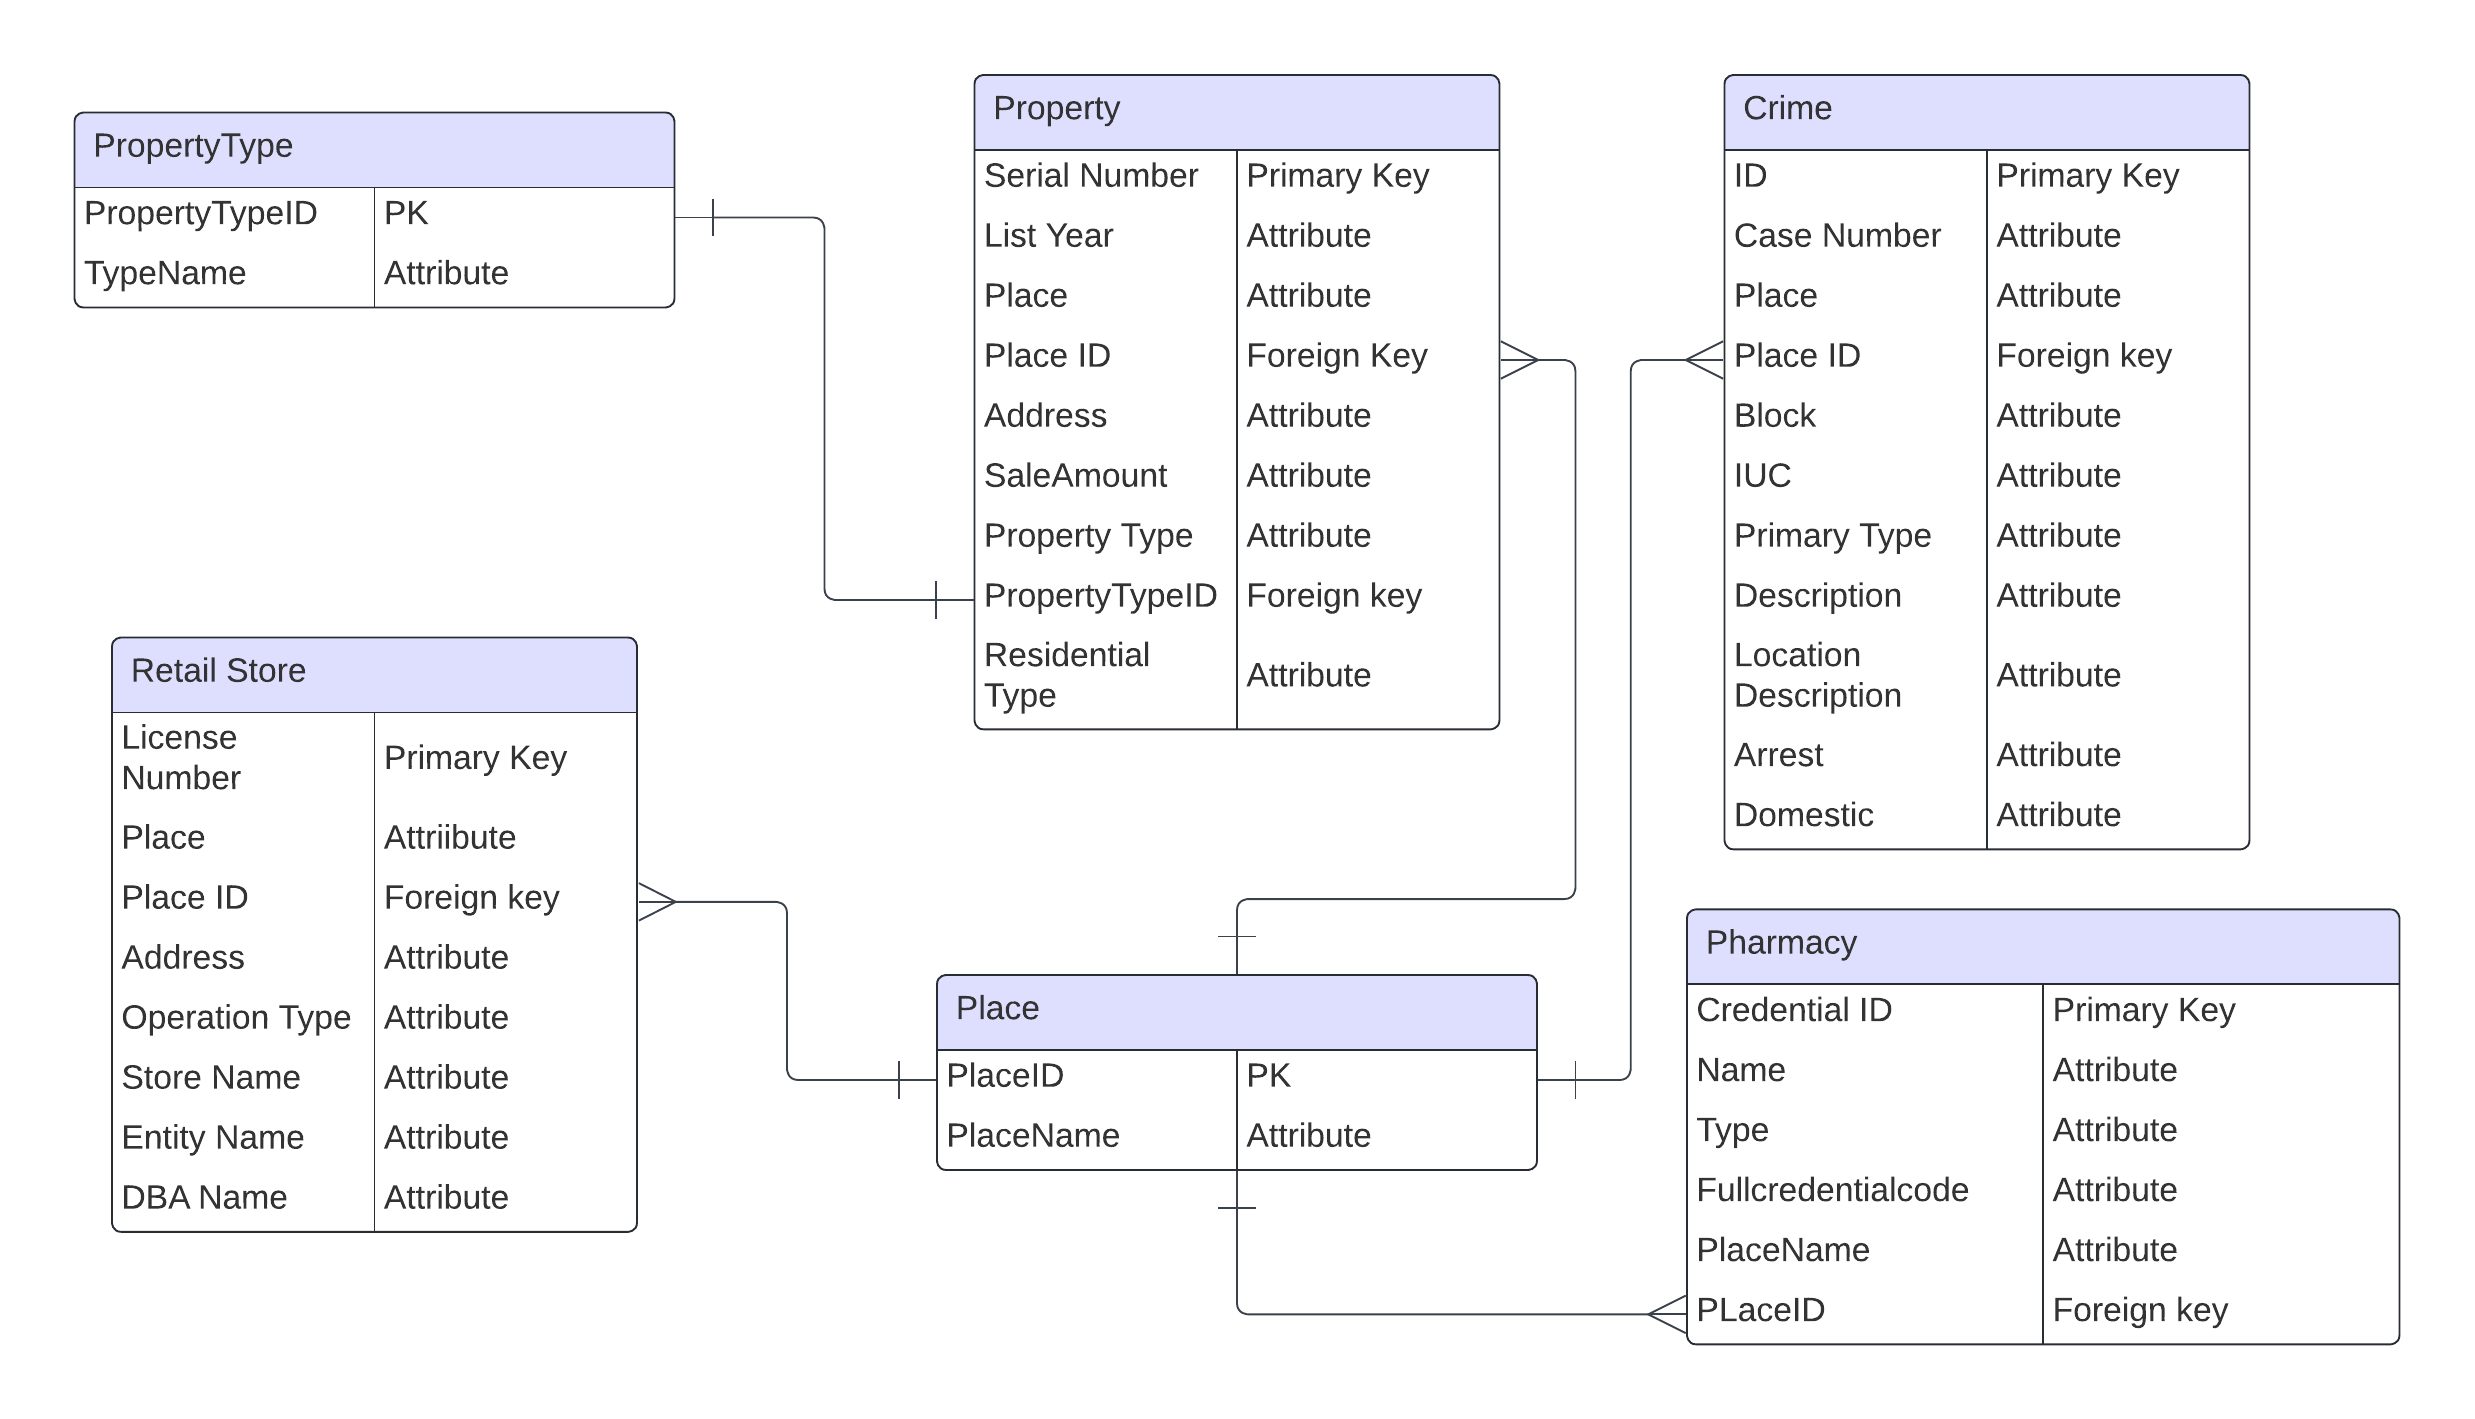 PropertyType
PropertyTypeID PK
TypeName Attribute
Property
Serial Number Primary Key
List Year Attribute
Place Attribute
Place ID Foreign Key
Address Attribute
SaleAmount Attribute
Property Type Attribute
PropertyTypeID Foreign key
Residential
Type Attribute
Crime
ID Primary Key
Case Number Attribute
Place Attribute
Place ID Foreign key
Block Attribute
IUC Attribute
Primary Type Attribute
Description Attribute
Location
Description Attribute
Arrest Attribute
Domestic Attribute
Retail Store
License
Number Primary Key
Place Attriibute
Place ID Foreign key
Address Attribute
Operation Type Attribute
Store Name Attribute
Entity Name Attribute
DBA Name Attribute
Place
PlaceID PK
PlaceName Attribute
Pharmacy
Credential ID Primary Key
Name Attribute
Type Attribute
Fullcredentialcode Attribute
PlaceName Attribute
PLaceID Foreign key